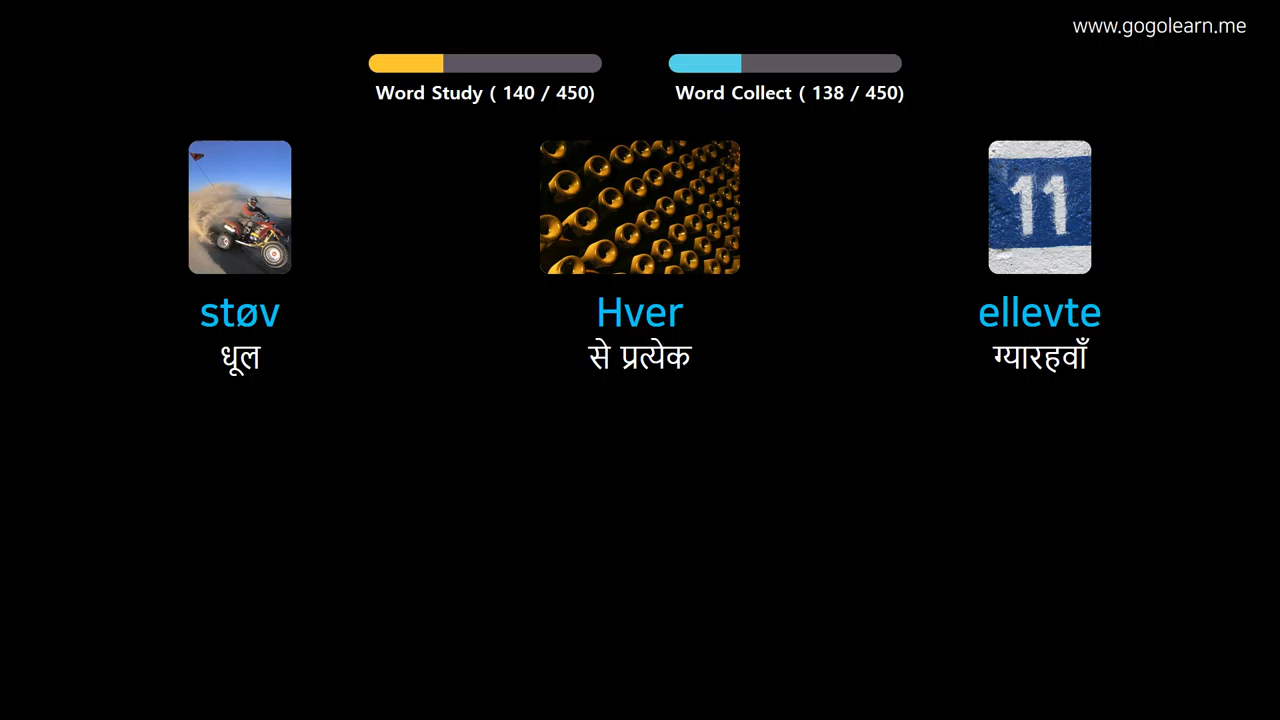 www.gogolearn.me
Word Study ( 140 / 450)
Word Collect ( 138 / 450)
11
støv
Hver
ellevte
धूल
से प्रत्येक
ग्यारहवाँ